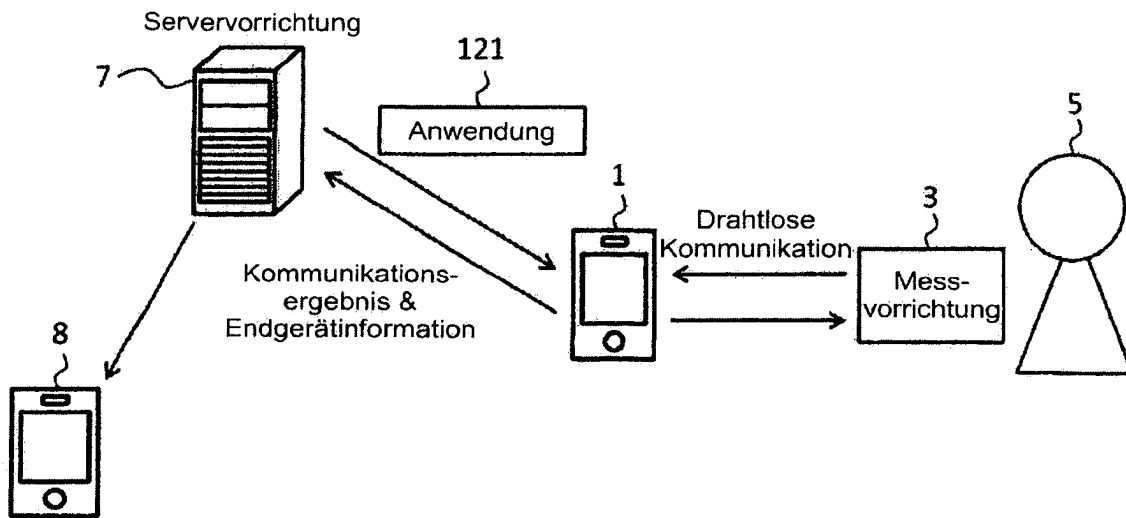 Servervorrichtung
7
121
Anwendung
5
1
Drahtlose
Kommunikation
3
Mess-
vorrichtung
Kommunikations-
ergebnis &
Endgerätinformation
8